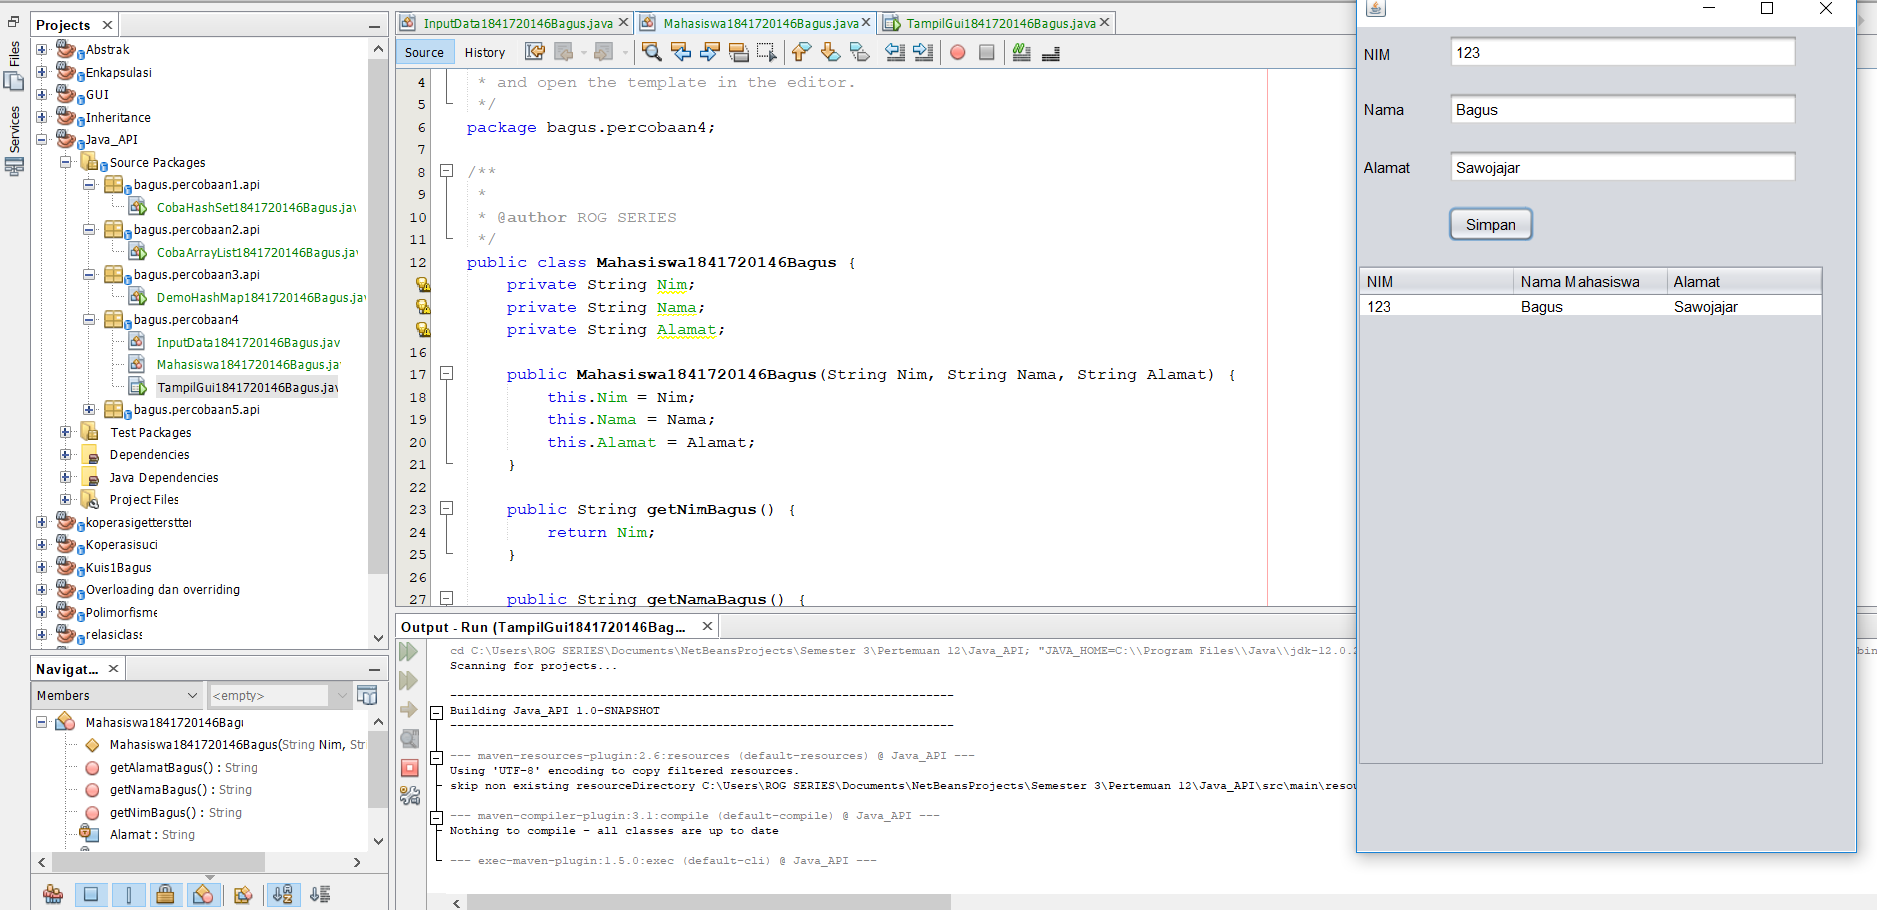 Files
Services
Projects
Abstrak
Enkapsulasi
GUI
Inheritance
Java_API
Source Packages
bagus.percobaan1.api
CobaHashSet1841720146Bagus.jav
bagus.percobaan2.api
CobaArrayList1841720146Bagus.jav
bagus.percobaan3.api
DemoHashMap1841720146Bagus.jav
bagus.percobaan4
InputData1841720146Bagus.jav
Mahasiswa1841720146Bagus.jav
TampilGui1841720146Bagus.jav
bagus.percobaan5.api
Test Packages
Dependencies
Java Dependencies
Project Files
koperasigetterstter
Koperasisuci
Kuis1Bagus
Overloading dan overriding
Polimorfisme
relasiclass
Navigat...
Members
<empty>
Mahasiswa1841720146Bagu
Mahasiswa1841720146Bagus(String Nim, Str
getAlamatBagus() : String
getNamaBagus() : String
getNimBagus() : String
Alamat : String
InputData1841720146Bagus.java
Mahasiswa1841720146Bagus.java
TampilGui1841720146Bagus.java
Source History
4 * and open the template in the editor.
5 */
6 package bagus.percobaan4;
7
8 /**
9 *
10 * @author ROG SERIES
11 */
12 public class Mahasiswa1841720146Bagus {
private String Nim;
private String Nama;
private String Alamat;
16
17 public Mahasiswa1841720146Bagus(String Nim, String Nama, String Alamat) {
18 this.Nim = Nim;
19 this.Nama = Nama;
20 this.Alamat = Alamat;
21 }
22
23 public String getNimBagus() {
24 return Nim;
25 }
26
27 public String getNamaBagus() {
Output - Run (TampilGui1841720146Bag...
cd C:\Users\ROG SERIES\Documents\NetBeansProjects\Semester 3\Pertemuan 12\Java_API; "JAVA_HOME=C:\\Program Files\\Java\\jdk-12.0.2
bin
Scanning for projects...
------------------------------------------------------------------------
Building Java_API 1.0-SNAPSHOT
------------------------------------------------------------------------
--- maven-resources-plugin:2.6:resources (default-resources) @ Java_API ---
Using 'UTF-8' encoding to copy filtered resources.
skip non existing resourceDirectory C:\Users\ROG SERIES\Documents\NetBeansProjects\Semester 3\Pertemuan 12\Java_API\src\main\resou
--- maven-compiler-plugin:3.1:compile (default-compile) @ Java_API ---
Nothing to compile - all classes are up to date
--- exec-maven-plugin:1.5.0:exec (default-cli) @ Java_API ---
NIM 123
Nama Bagus
Alamat Sawojajar
Simpan
NIM Nama Mahasiswa Alamat
123 Bagus Sawojajar